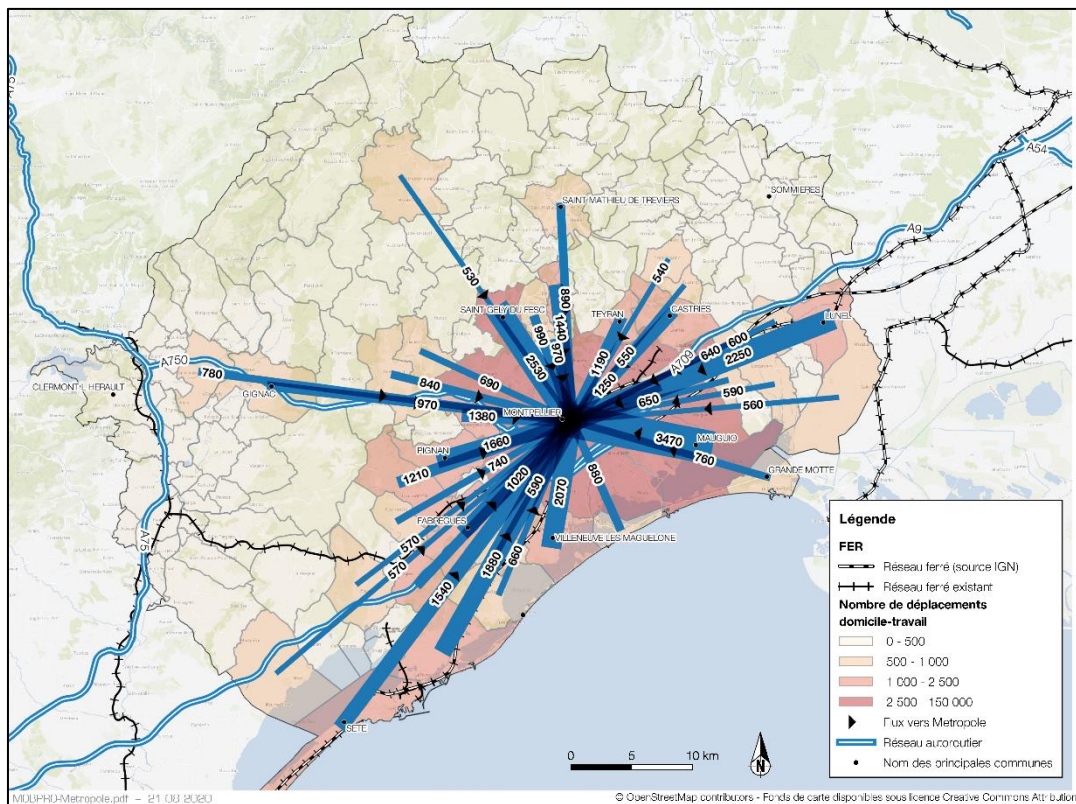 A75
A54
SOMMIERES
SAINT MATHIEU DE TREVIERS
A9
530
540
890
SAINT GELY DU FESC
TEYRAN
CASTRIES
LUNEL
990
1440
1190
600
A750
970
550
640
2250
780
2530
A709
CLERMONT L HERAULT
GIGNAC
840
690
1250
650
590
970
1380
MONTPELLIER
560
PIGNAN
1660
3470
MAUGUIO
1210
740
1020
880
760
GRANDE MOTTE
590
2070
FABREGUES
570
VILLENEUVE LES MAGUELONE
A75
570
1880
660
1540
SETE
Légende
FER
Réseau ferré (source IGN)
Réseau ferré existant
Nombre de déplacements
domicile-travail
0 - 500
500 - 1 000
1 000 - 2 500
2 500 - 150 000
Flux vers Metropole
Réseau autoroutier
Nom des principales communes
0 5 10 km
N
MOBPRO-Metropole.pdf - 21 08 2020
© OpenStreetMap contributors - Fonds de carte disponibles sous licence Creative Commons Attribution